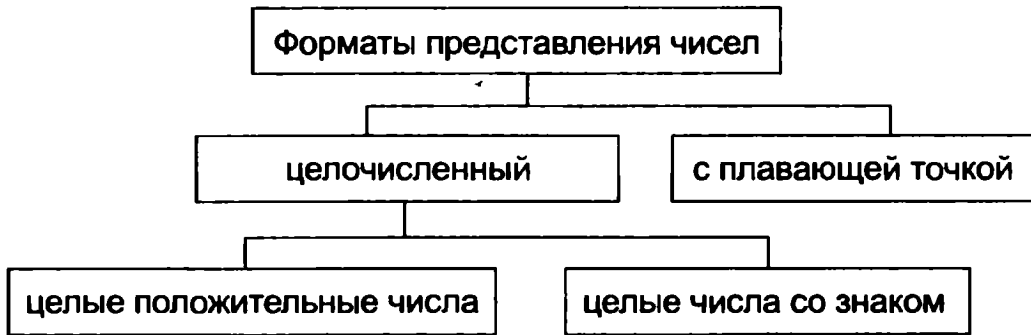 Форматы представления чисел
целочисленный
с плавающей точкой
целые положительные числа
целые числа со знаком